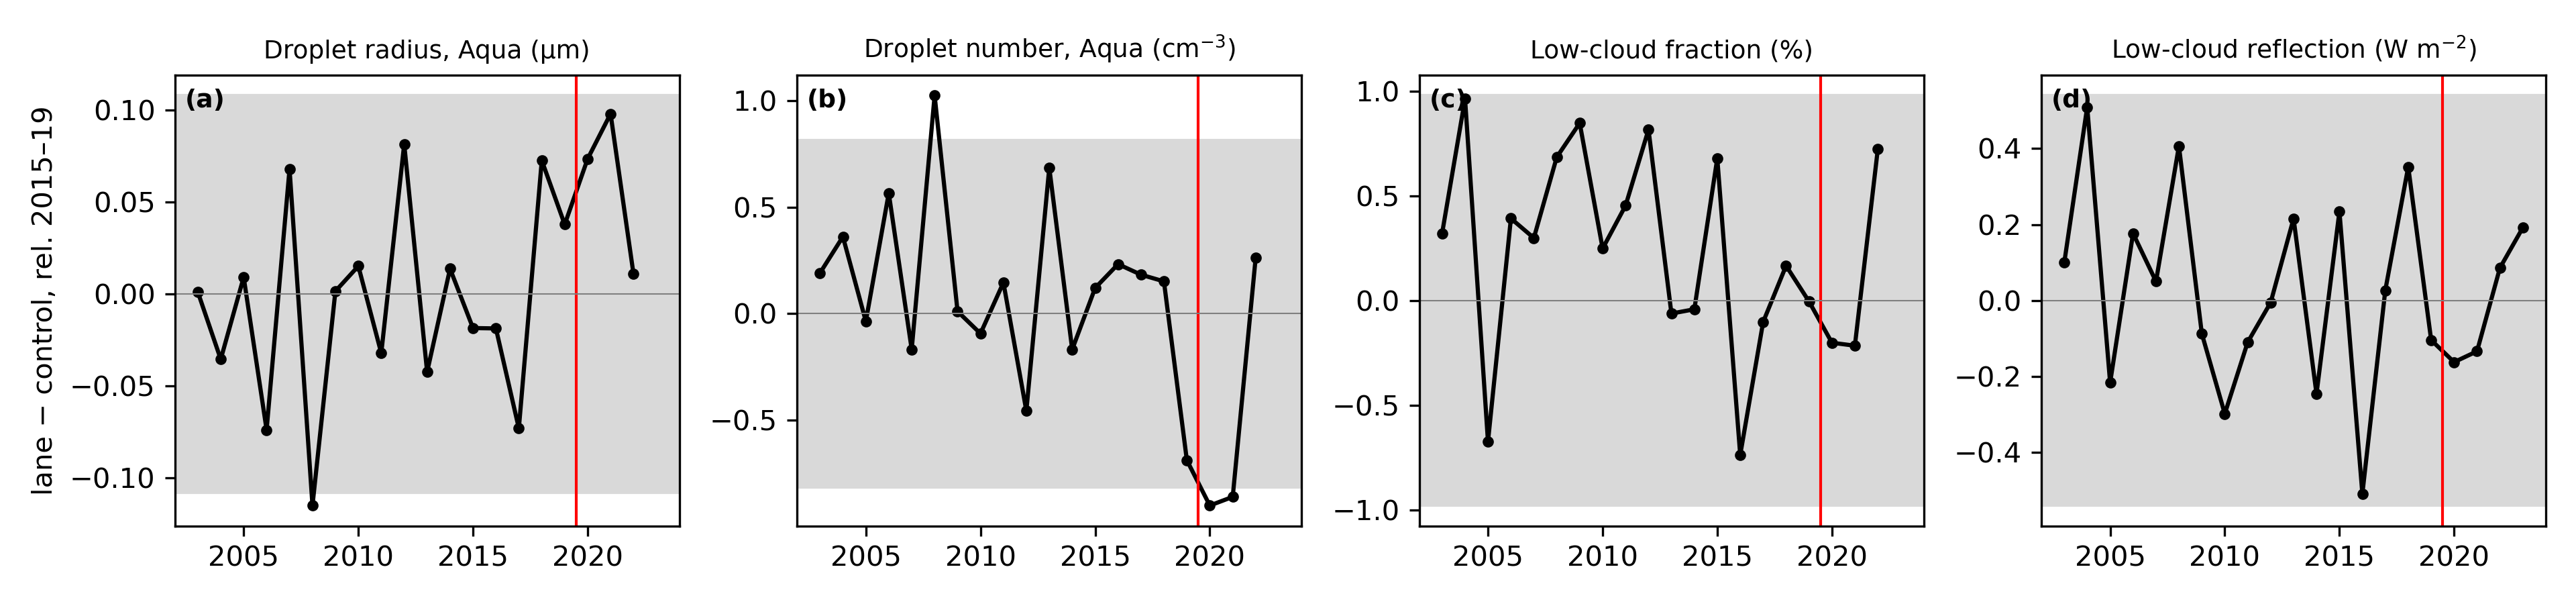 Droplet radius, Aqua (µm)
Droplet number, Aqua (cm⁻³)
Low-cloud fraction (%)
Low-cloud reflection (W m⁻²)
lane − control, rel. 2015–19
(a)
0.10
0.05
0.00
−0.05
−0.10
2005 2010 2015 2020
(b)
1.0
0.5
0.0
−0.5
2005 2010 2015 2020
(c)
1.0
0.5
0.0
−0.5
−1.0
2005 2010 2015 2020
(d)
0.4
0.2
0.0
−0.2
−0.4
2005 2010 2015 2020